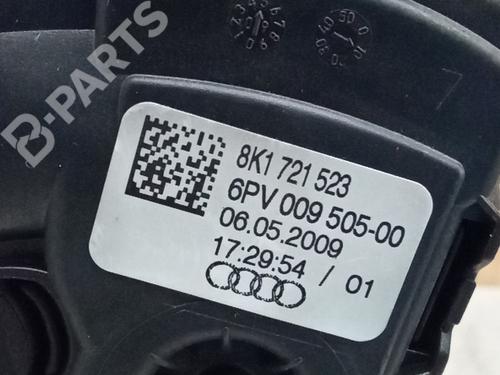 B-PARTS
8K1 721 523
6PV 009 505-00
06.05.2009
17:29:54 / 01